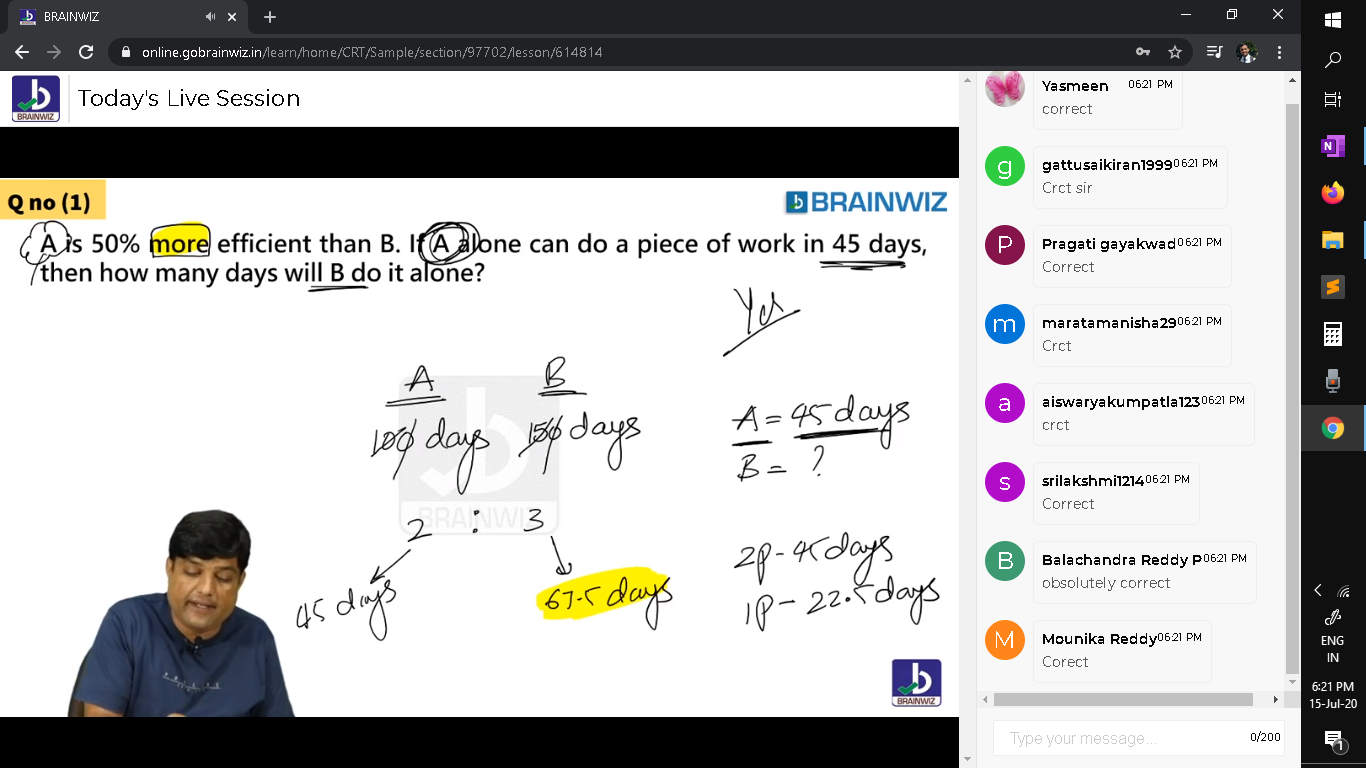 BRAINWIZ
online.gobrainwiz.in/learn/home/CRT/Sample/section/97702/lesson/614814
BRAINWIZ
Today's Live Session
Q no (1)
BRAINWIZ
A is 50% more efficient than B. If A alone can do a piece of work in 45 days,
then how many days will B do it alone?
Yes
A B
100 days 150 days
A = 45 days
B = ?
BRAINWIZ
2 : 3
45 days 67.5 days
2P - 45 days
1P - 22.5 days
BRAINWIZ
Yasmeen 06:21 PM
correct
g
gattusaikiran1999 06:21 PM
Crct sir
P
Pragati gayakwad 06:21 PM
Correct
m
maratamanisha29 06:21 PM
Crct
a
aiswaryakumpatla123 06:21 PM
crct
s
srilakshmi1214 06:21 PM
Correct
B
Balachandra Reddy P 06:21 PM
obsolutely correct
M
Mounika Reddy 06:21 PM
Corect
Type your message... 0/200
ENG
IN
6:21 PM
15-Jul-20
1